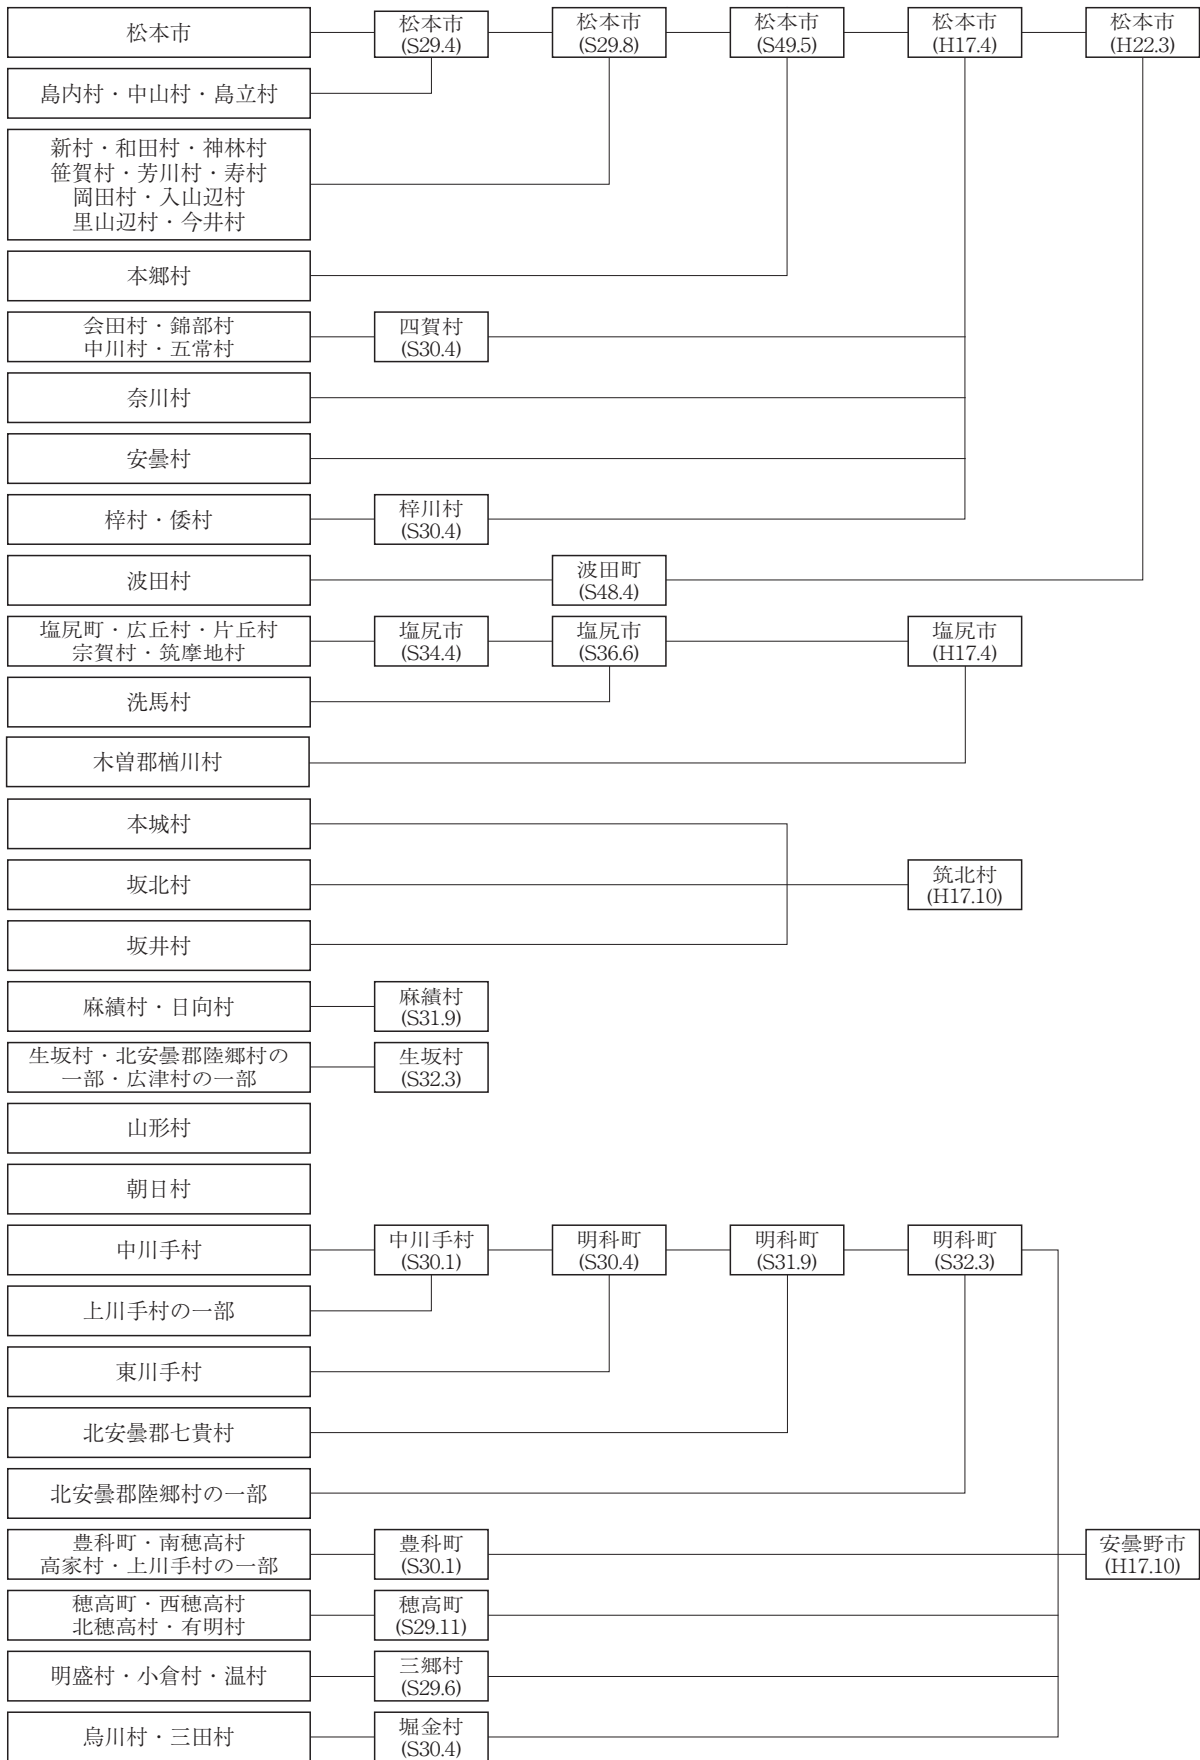 松本市
松本市
(S29.4)
松本市
(S29.8)
松本市
(S49.5)
松本市
(H17.4)
松本市
(H22.3)
島内村・中山村・島立村
新村・和田村・神林村
笹賀村・芳川村・寿村
岡田村・入山辺村
里山辺村・今井村
本郷村
会田村・錦部村
中川村・五常村
四賀村
(S30.4)
奈川村
安曇村
梓村・倭村
梓川村
(S30.4)
波田村
波田町
(S48.4)
塩尻町・広丘村・片丘村
宗賀村・筑摩地村
塩尻市
(S34.4)
塩尻市
(S36.6)
塩尻市
(H17.4)
洗馬村
木曽郡楢川村
本城村
坂北村
筑北村
(H17.10)
坂井村
麻績村・日向村
麻績村
(S31.9)
生坂村・北安曇郡陸郷村の
一部・広津村の一部
生坂村
(S32.3)
山形村
朝日村
中川手村
中川手村
(S30.1)
明科町
(S30.4)
明科町
(S31.9)
明科町
(S32.3)
上川手村の一部
東川手村
北安曇郡七貴村
北安曇郡陸郷村の一部
豊科町・南穂高村
高家村・上川手村の一部
豊科町
(S30.1)
安曇野市
(H17.10)
穂高町・西穂高村
北穂高村・有明村
穂高町
(S29.11)
明盛村・小倉村・温村
三郷村
(S29.6)
烏川村・三田村
堀金村
(S30.4)